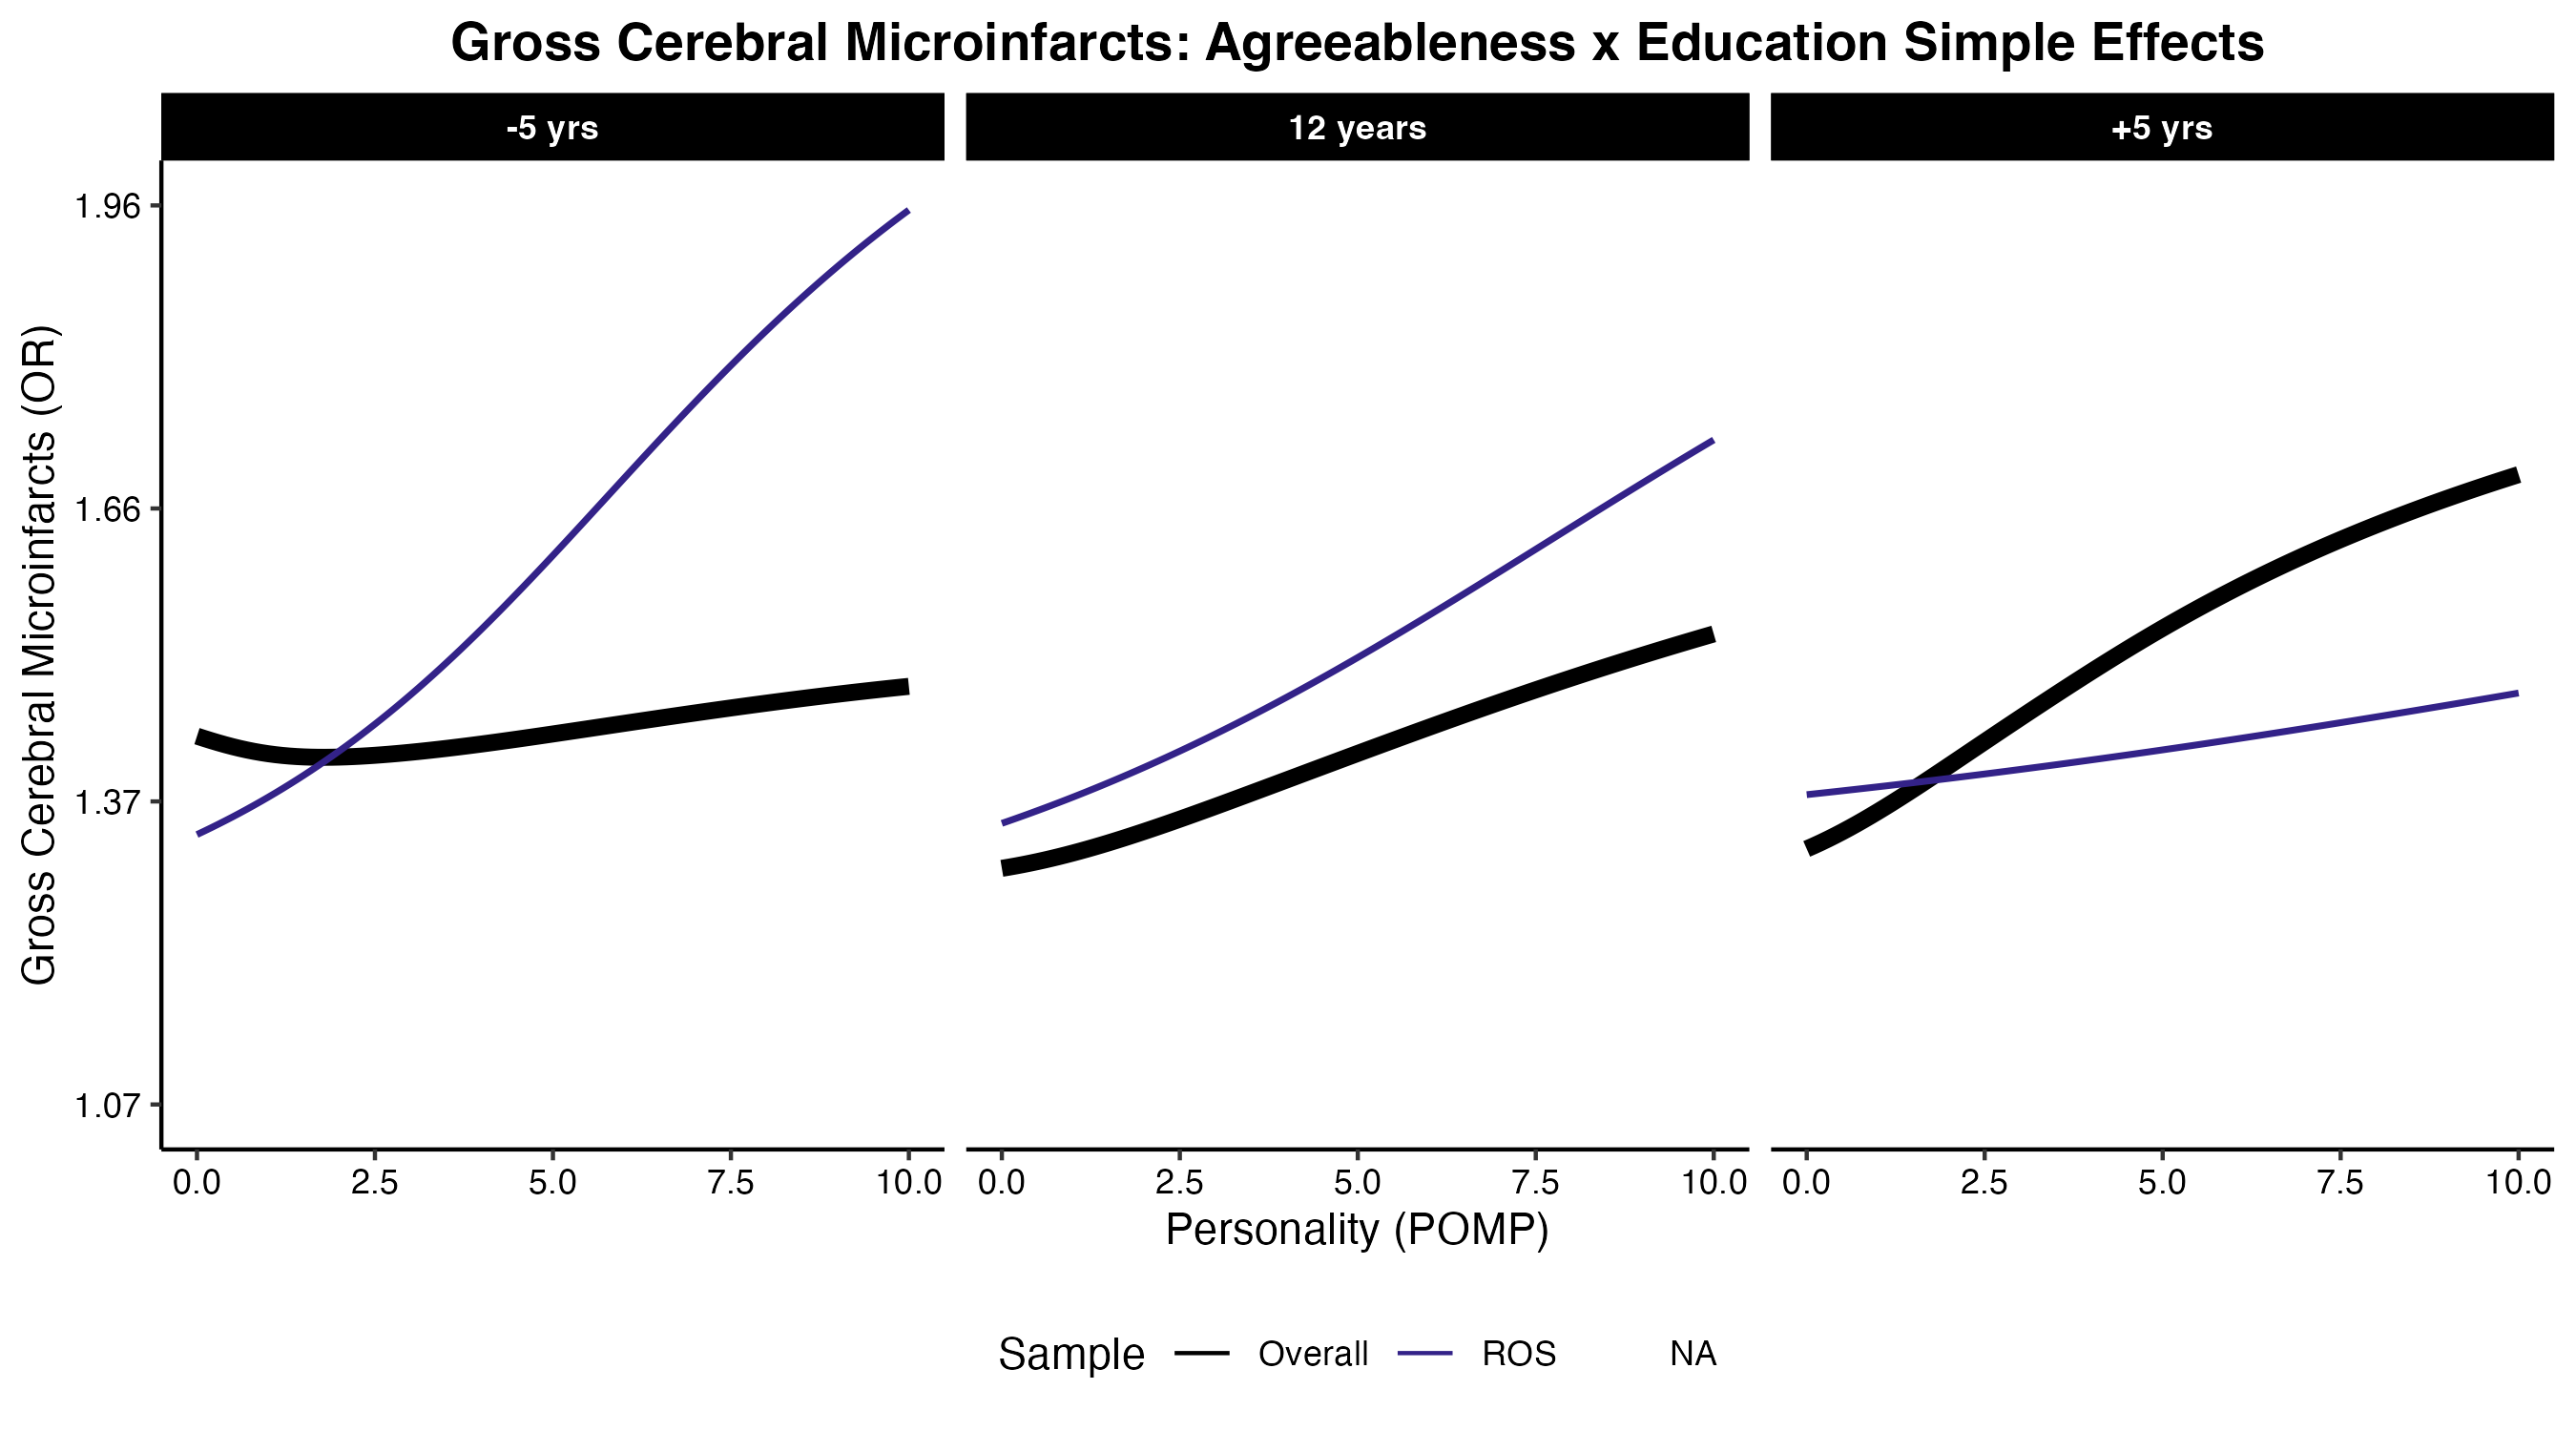 Gross Cerebral Microinfarcts: Agreeableness x Education Simple Effects
-5 yrs
12 years
+5 yrs
Gross Cerebral Microinfarcts (OR)
1.96
1.66
1.37
1.07
0.0 2.5 5.0 7.5 10.0
0.0 2.5 5.0 7.5 10.0
0.0 2.5 5.0 7.5 10.0
Personality (POMP)
Sample Overall ROS NA